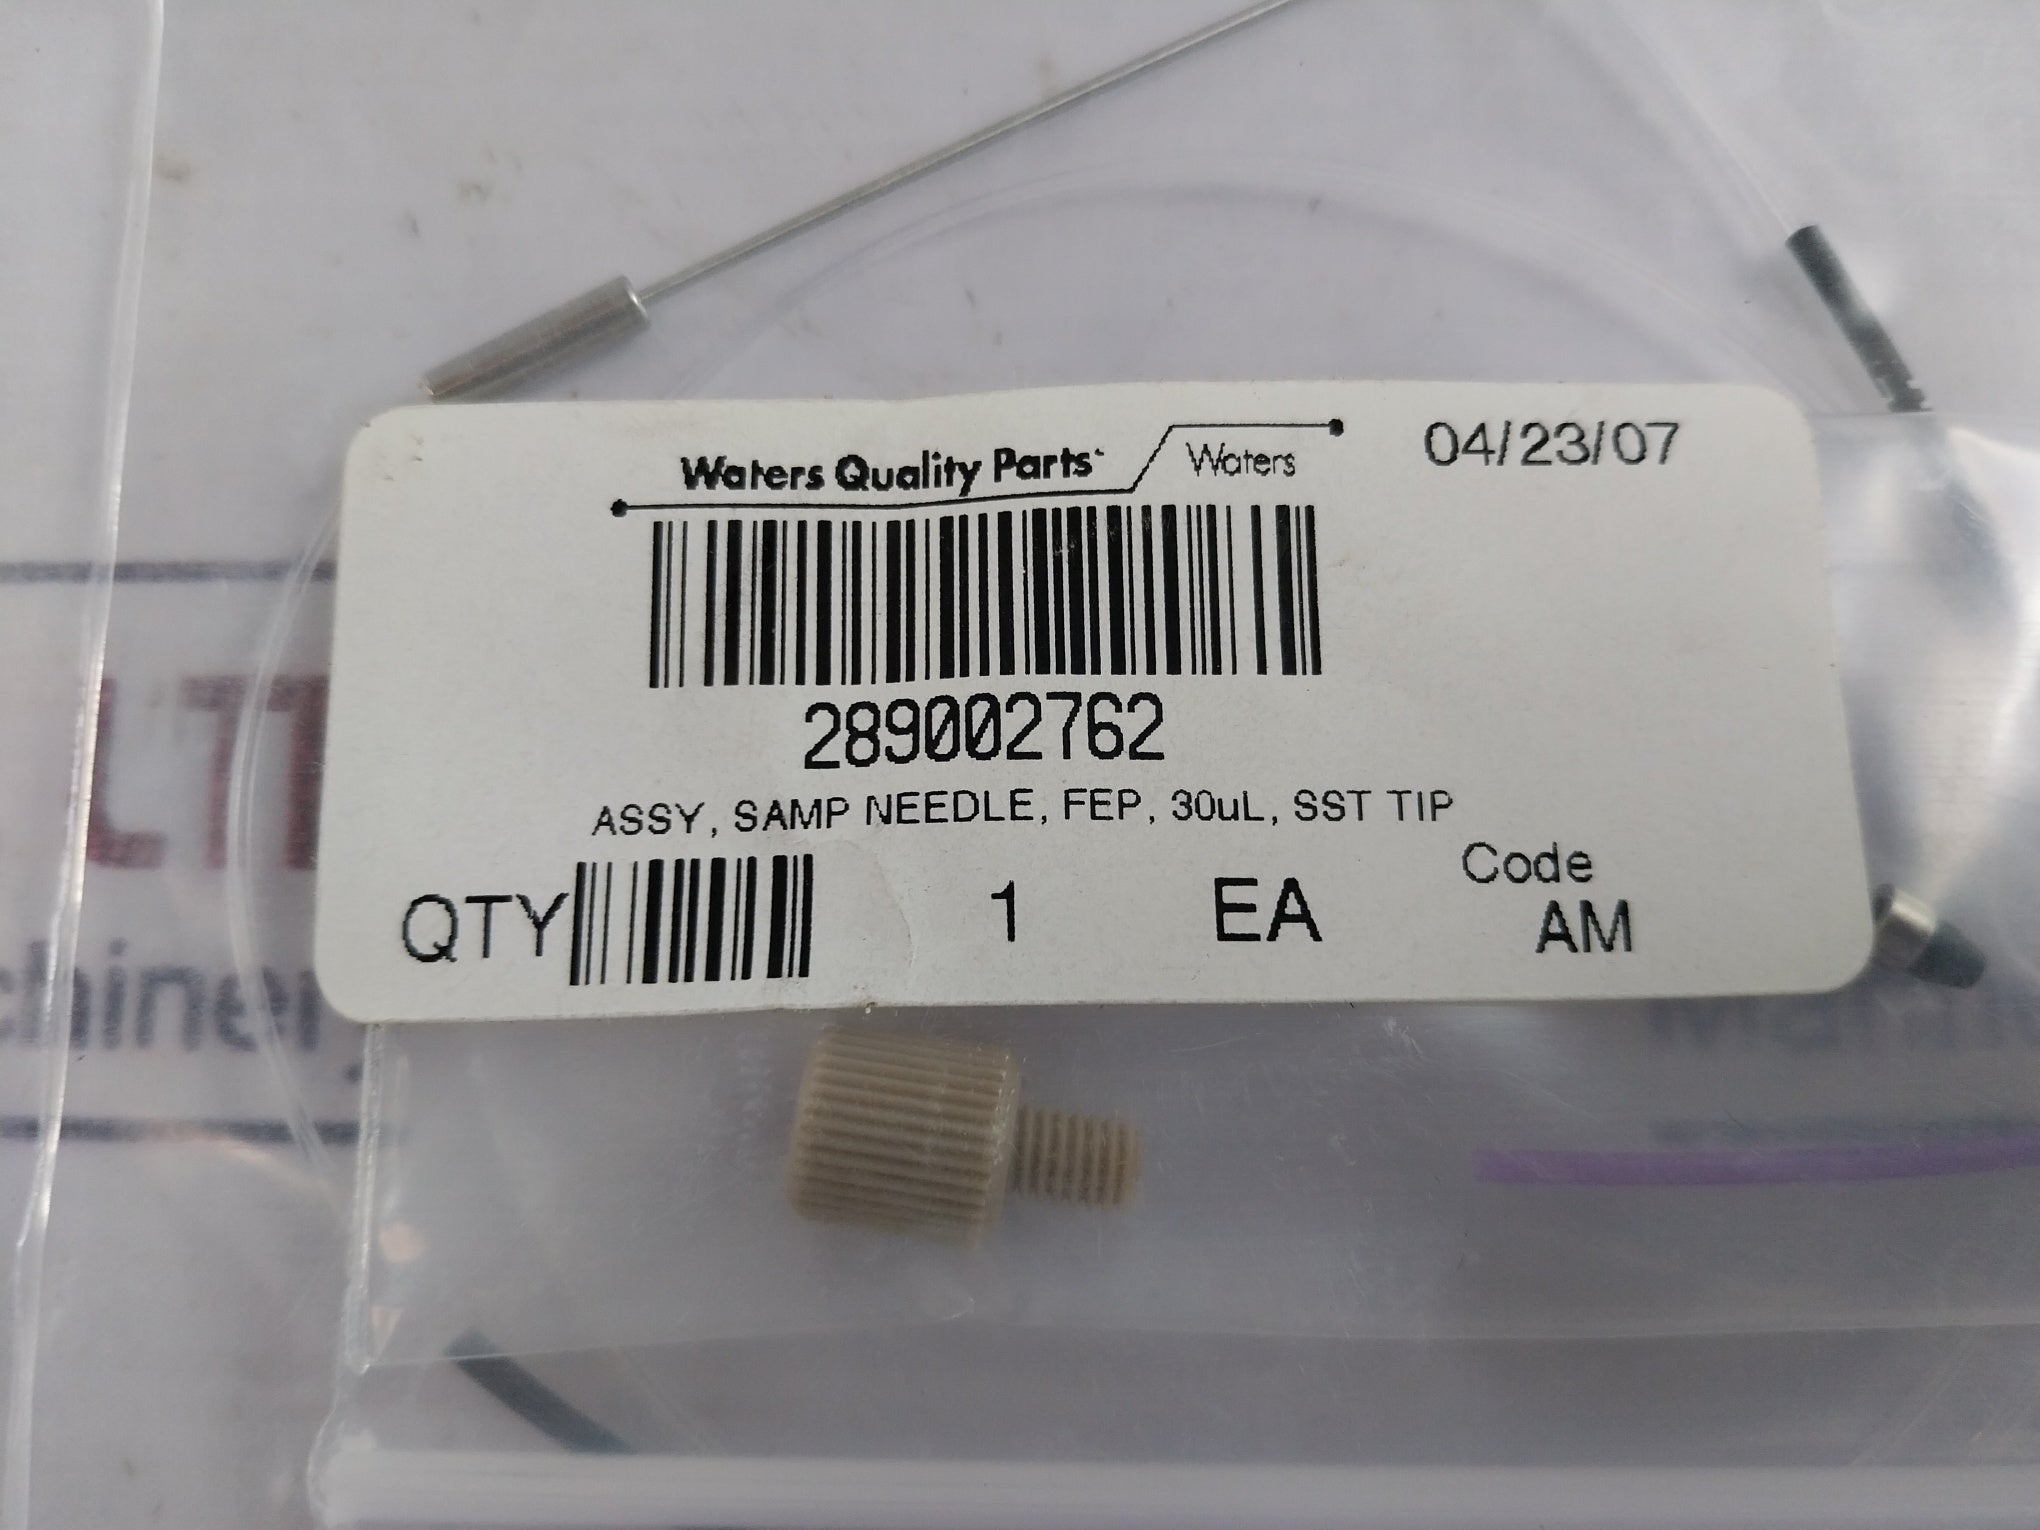 Waters Quality Parts
Waters
04/23/07
289002762
ASSY, SAMP NEEDLE, FEP, 30uL, SST TIP
QTY 1 EA
Code
AM